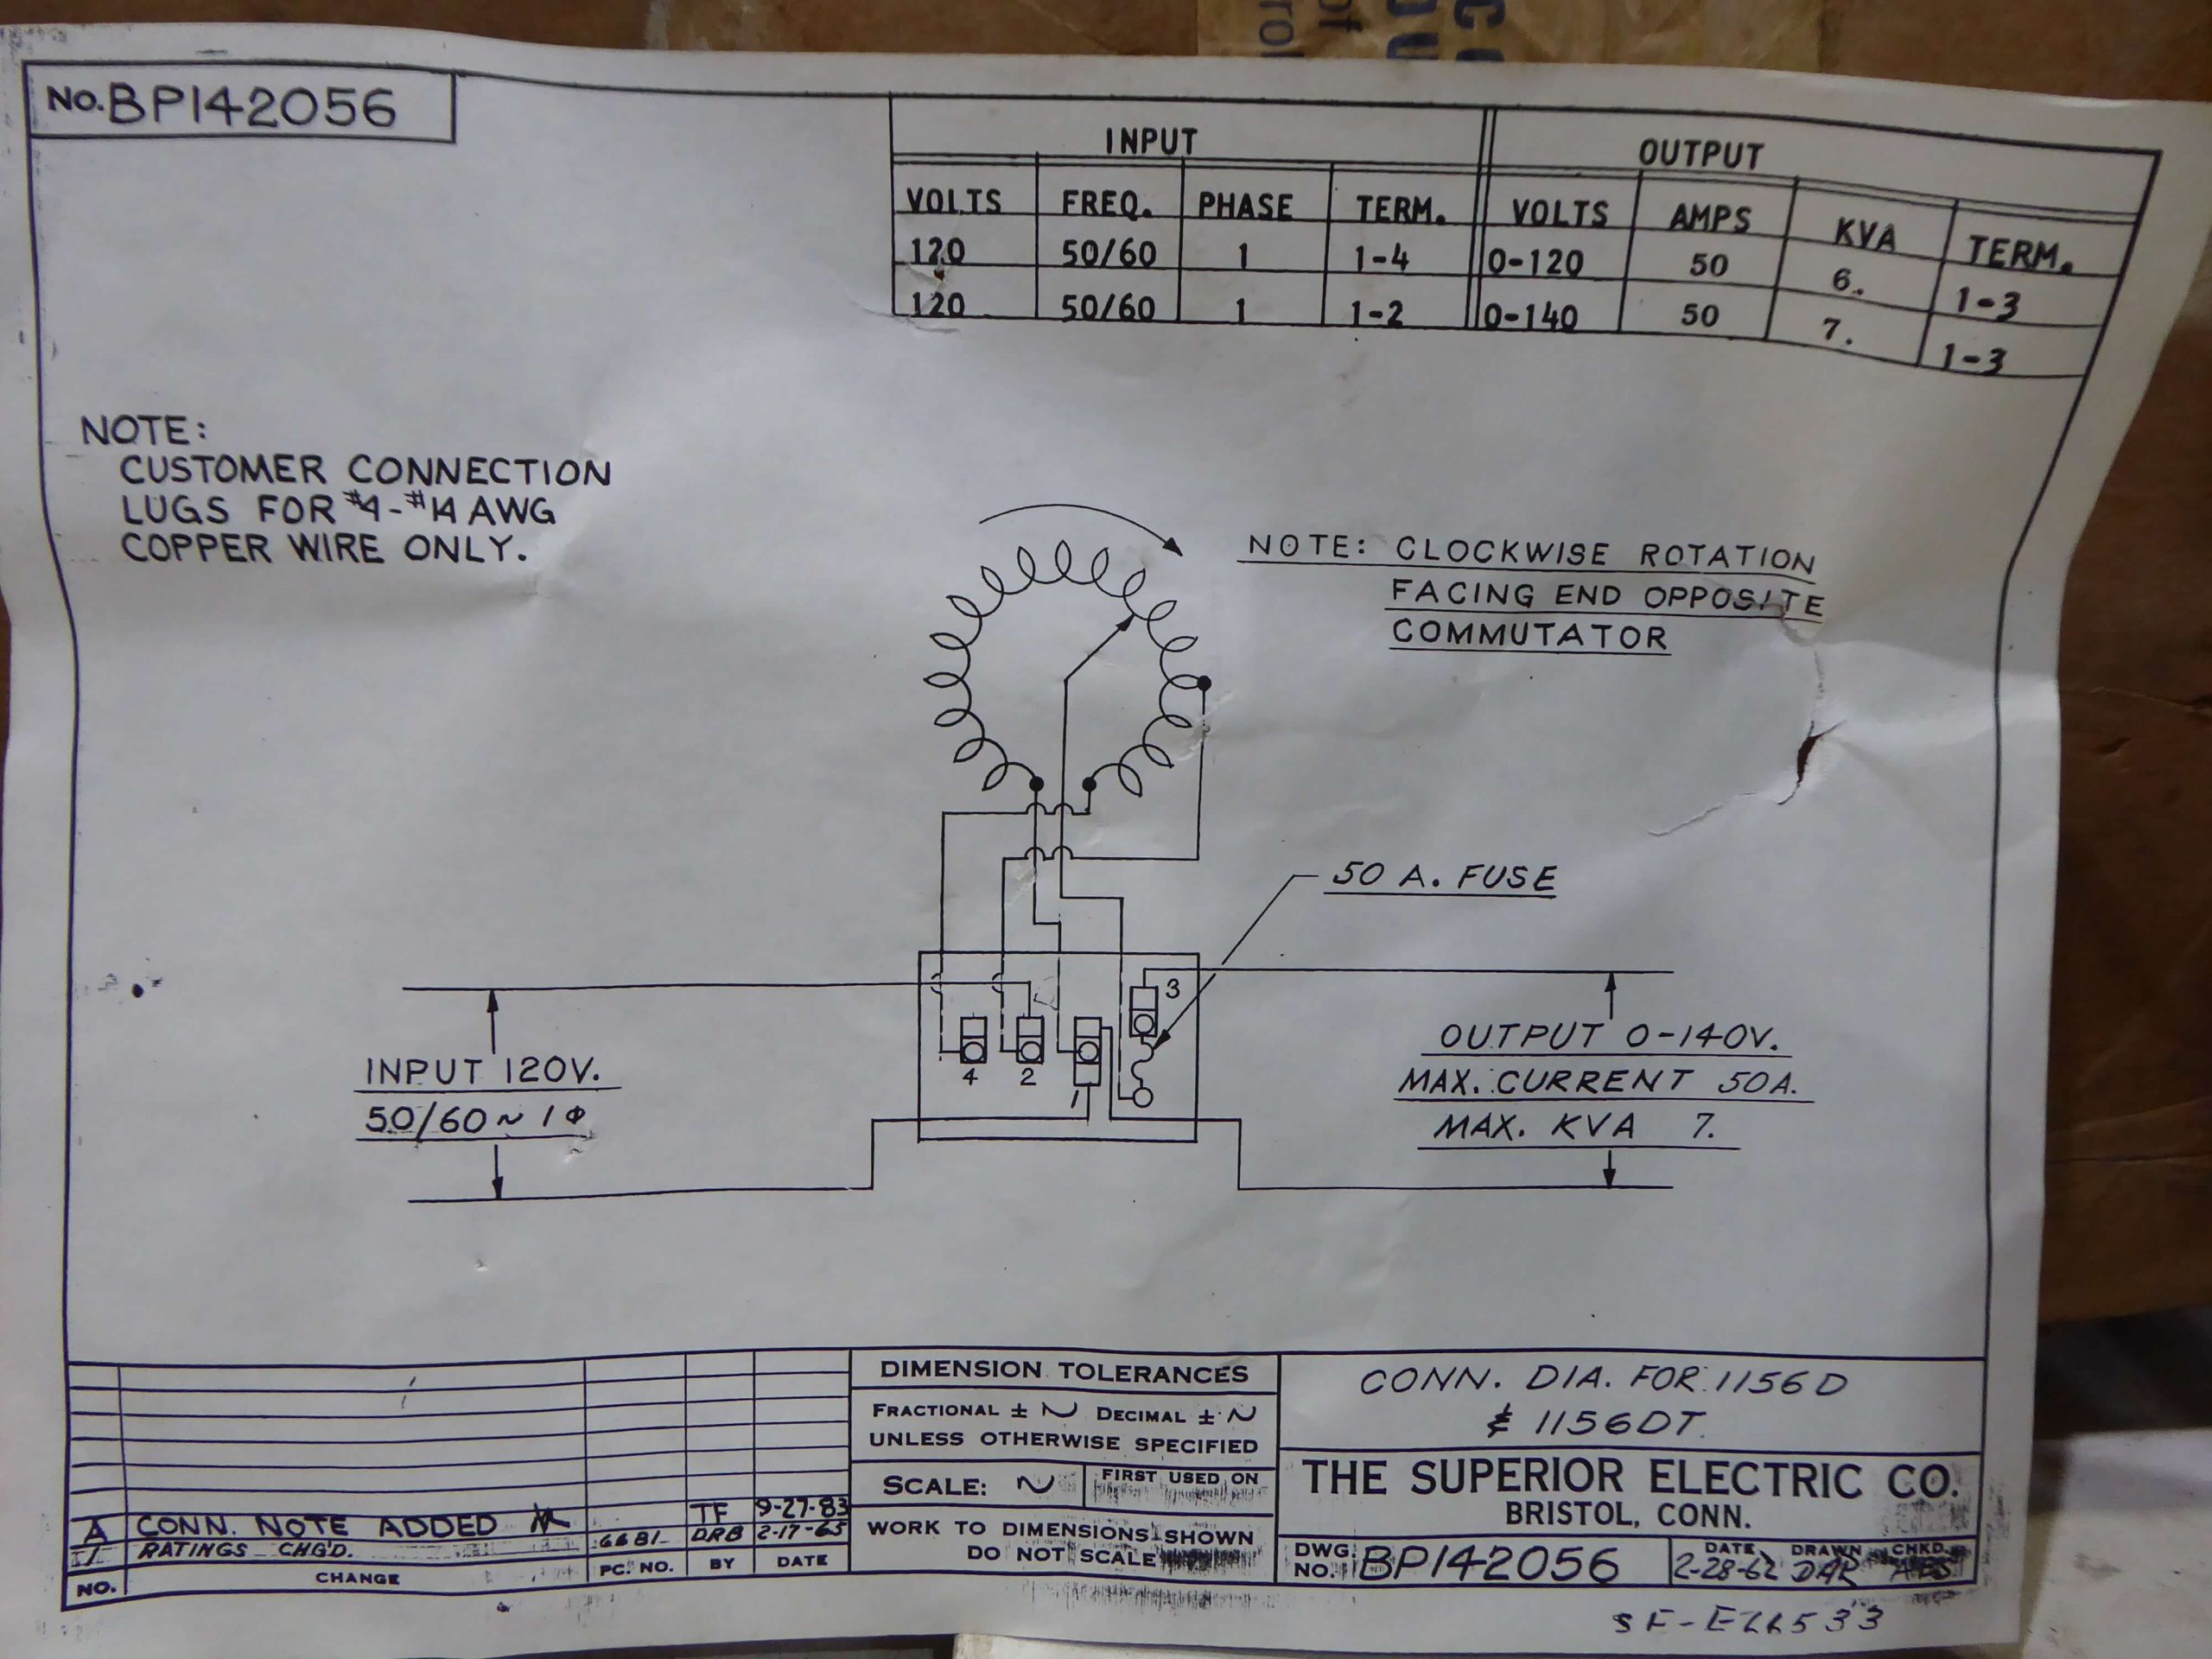 No. BP142056
INPUT OUTPUT
VOLTS FREQ. PHASE TERM. VOLTS AMPS KVA TERM.
120 50/60 1 1-4 0-120 50 6. 1-3
120 50/60 1 1-2 0-140 50 7. 1-3
NOTE:
CUSTOMER CONNECTION
LUGS FOR #4-#14 AWG
COPPER WIRE ONLY.
NOTE: CLOCKWISE ROTATION
FACING END OPPOSITE
COMMUTATOR
50 A. FUSE
3
4 2 1
INPUT 120V.
50/60~ 1Φ
OUTPUT 0-140V.
MAX. CURRENT 50A.
MAX. KVA 7.
A CONN. NOTE ADDED TF 9-27-83
1 RATINGS CHG'D. 6681 DRB 2-17-65
NO. CHANGE PC. NO. BY DATE
DIMENSION TOLERANCES
FRACTIONAL ± ~ DECIMAL ± ~
UNLESS OTHERWISE SPECIFIED
SCALE: ~ FIRST USED ON
WORK TO DIMENSIONS SHOWN
DO NOT SCALE
CONN. DIA. FOR 1156D
& 1156DT.
THE SUPERIOR ELECTRIC CO.
BRISTOL, CONN.
DWG. NO. BP142056
DATE 2-28-62 DRAWN DAR CHKD.